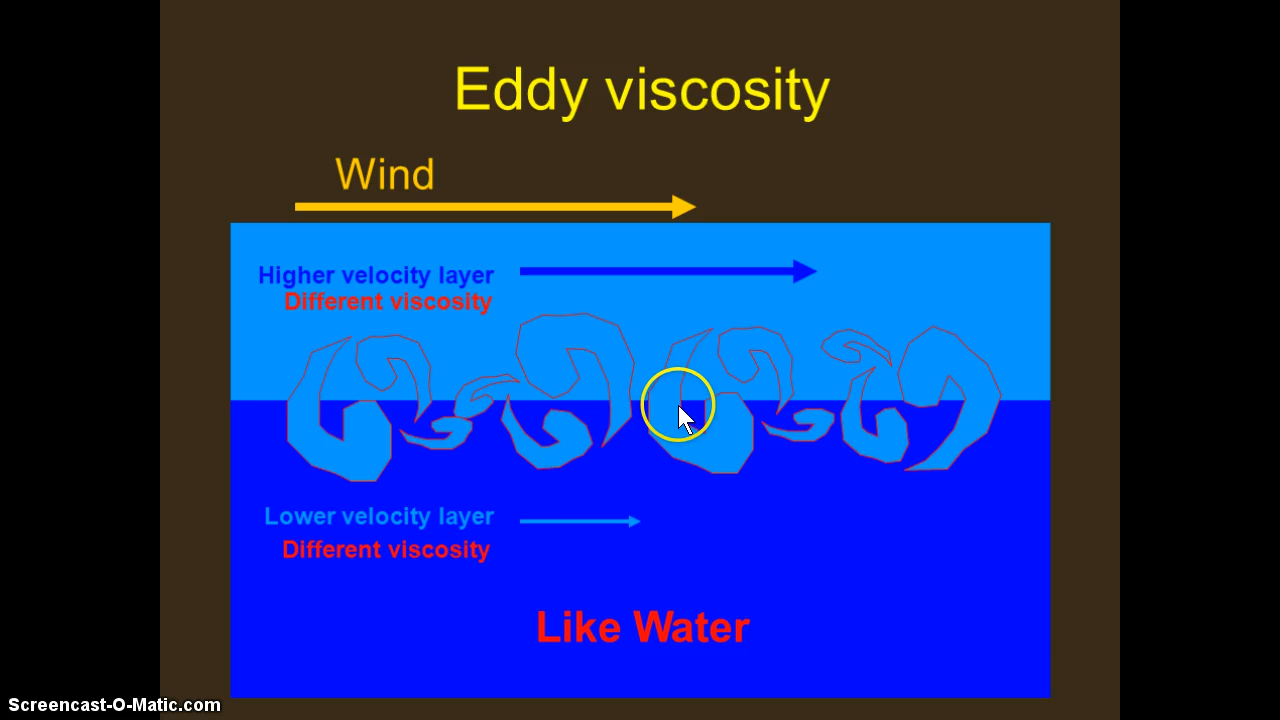 Eddy viscosity
Wind
Higher velocity layer
Different viscosity
Lower velocity layer
Different viscosity
Like Water
Screencast-O-Matic.com